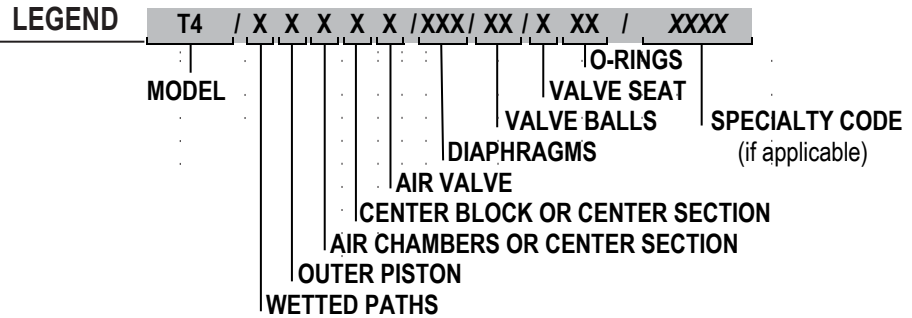 LEGEND T4 / X X X X X / XXX / XX / X XX / XXXX
O-RINGS
MODEL VALVE SEAT
VALVE BALLS SPECIALTY CODE
DIAPHRAGMS (if applicable)
AIR VALVE
CENTER BLOCK OR CENTER SECTION
AIR CHAMBERS OR CENTER SECTION
OUTER PISTON
WETTED PATHS